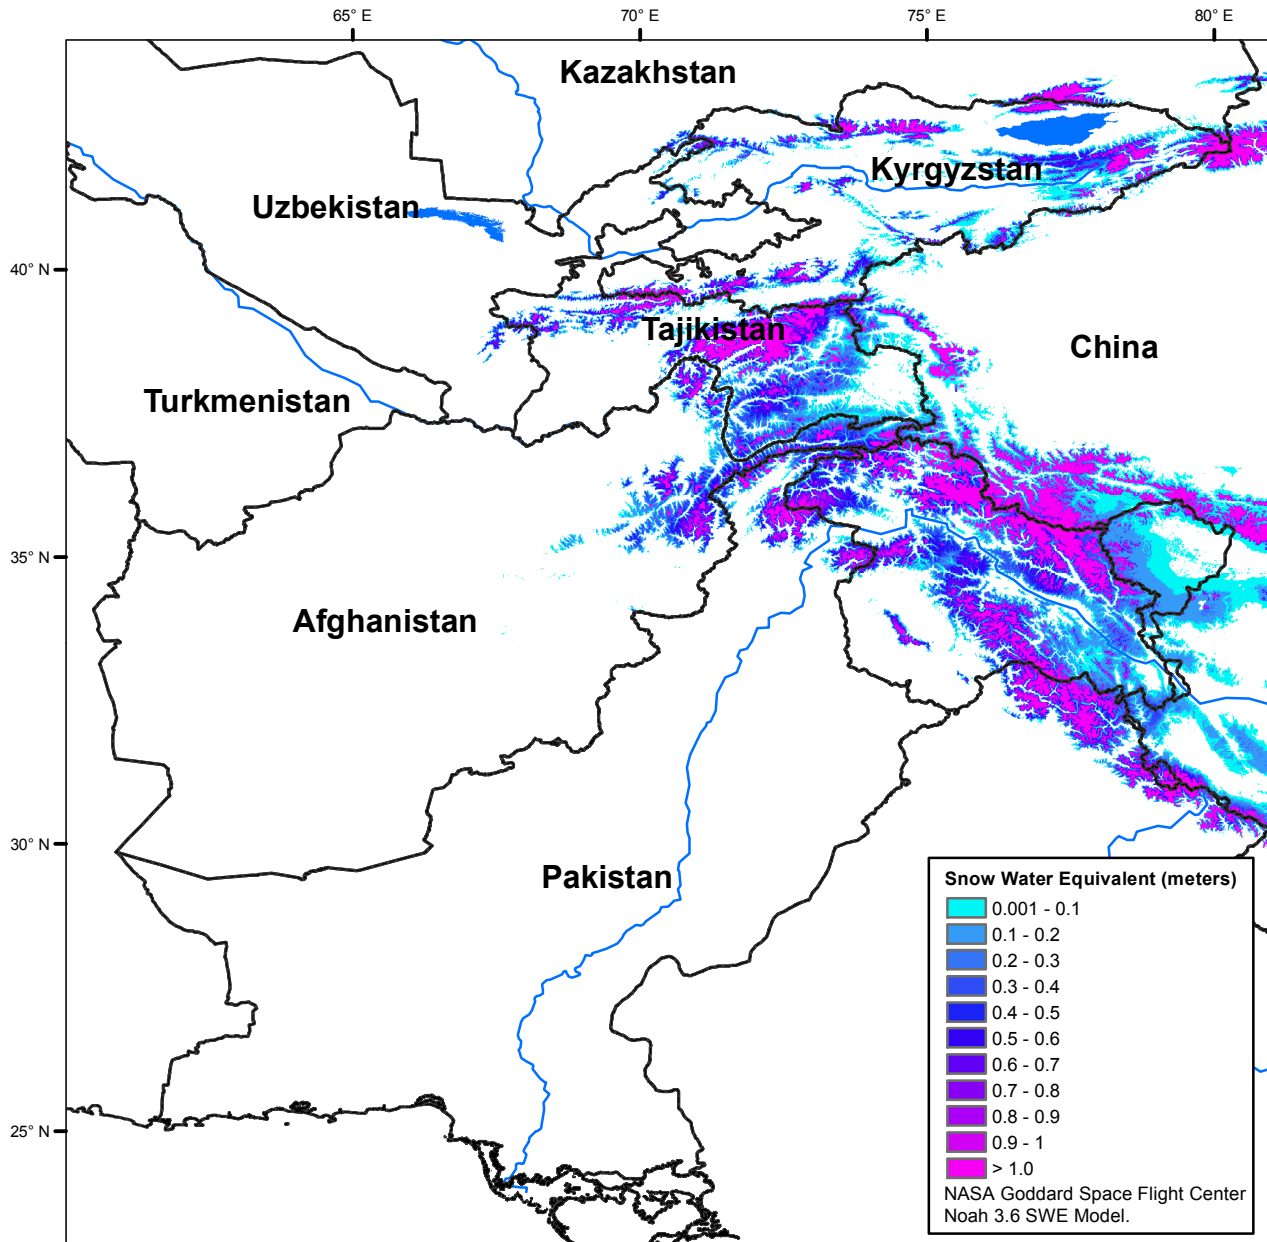 65° E
70° E
75° E
80° E
Kazakhstan
Kyrgyzstan
Uzbekistan
40° N
Tajikistan
China
Turkmenistan
35° N
Afghanistan
30° N
Pakistan
25° N
Snow Water Equivalent (meters)
0.001 - 0.1
0.1 - 0.2
0.2 - 0.3
0.3 - 0.4
0.4 - 0.5
0.5 - 0.6
0.6 - 0.7
0.7 - 0.8
0.8 - 0.9
0.9 - 1
> 1.0
NASA Goddard Space Flight Center
Noah 3.6 SWE Model.